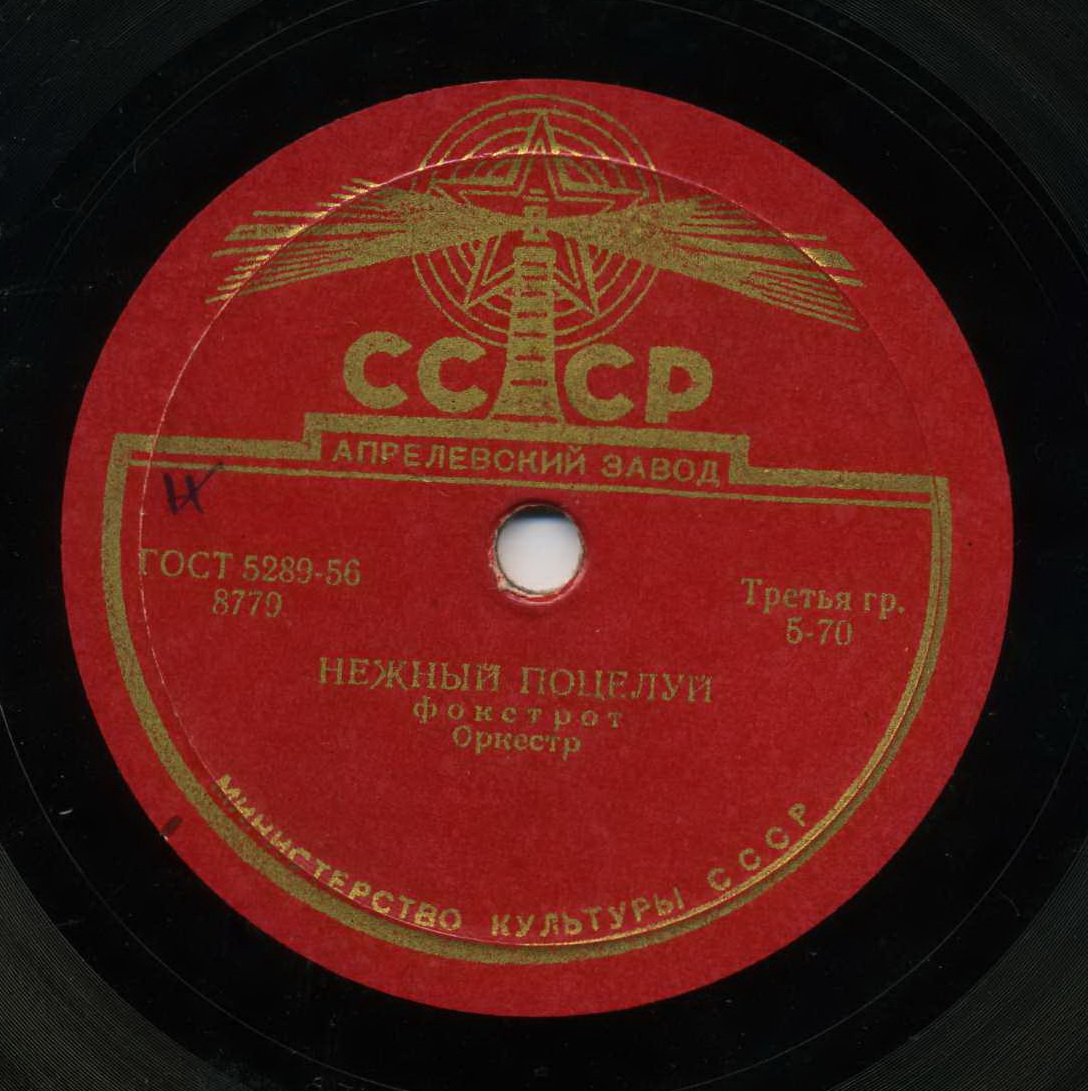 СССР
АПРЕЛЕВСКИЙ ЗАВОД
ГОСТ 5289-56
8779
Третья гр.
5-70
НЕЖНЫЙ ПОЦЕЛУЙ
фокстрот
Оркестр
МИНИСТЕРСТВО КУЛЬТУРЫ СССР